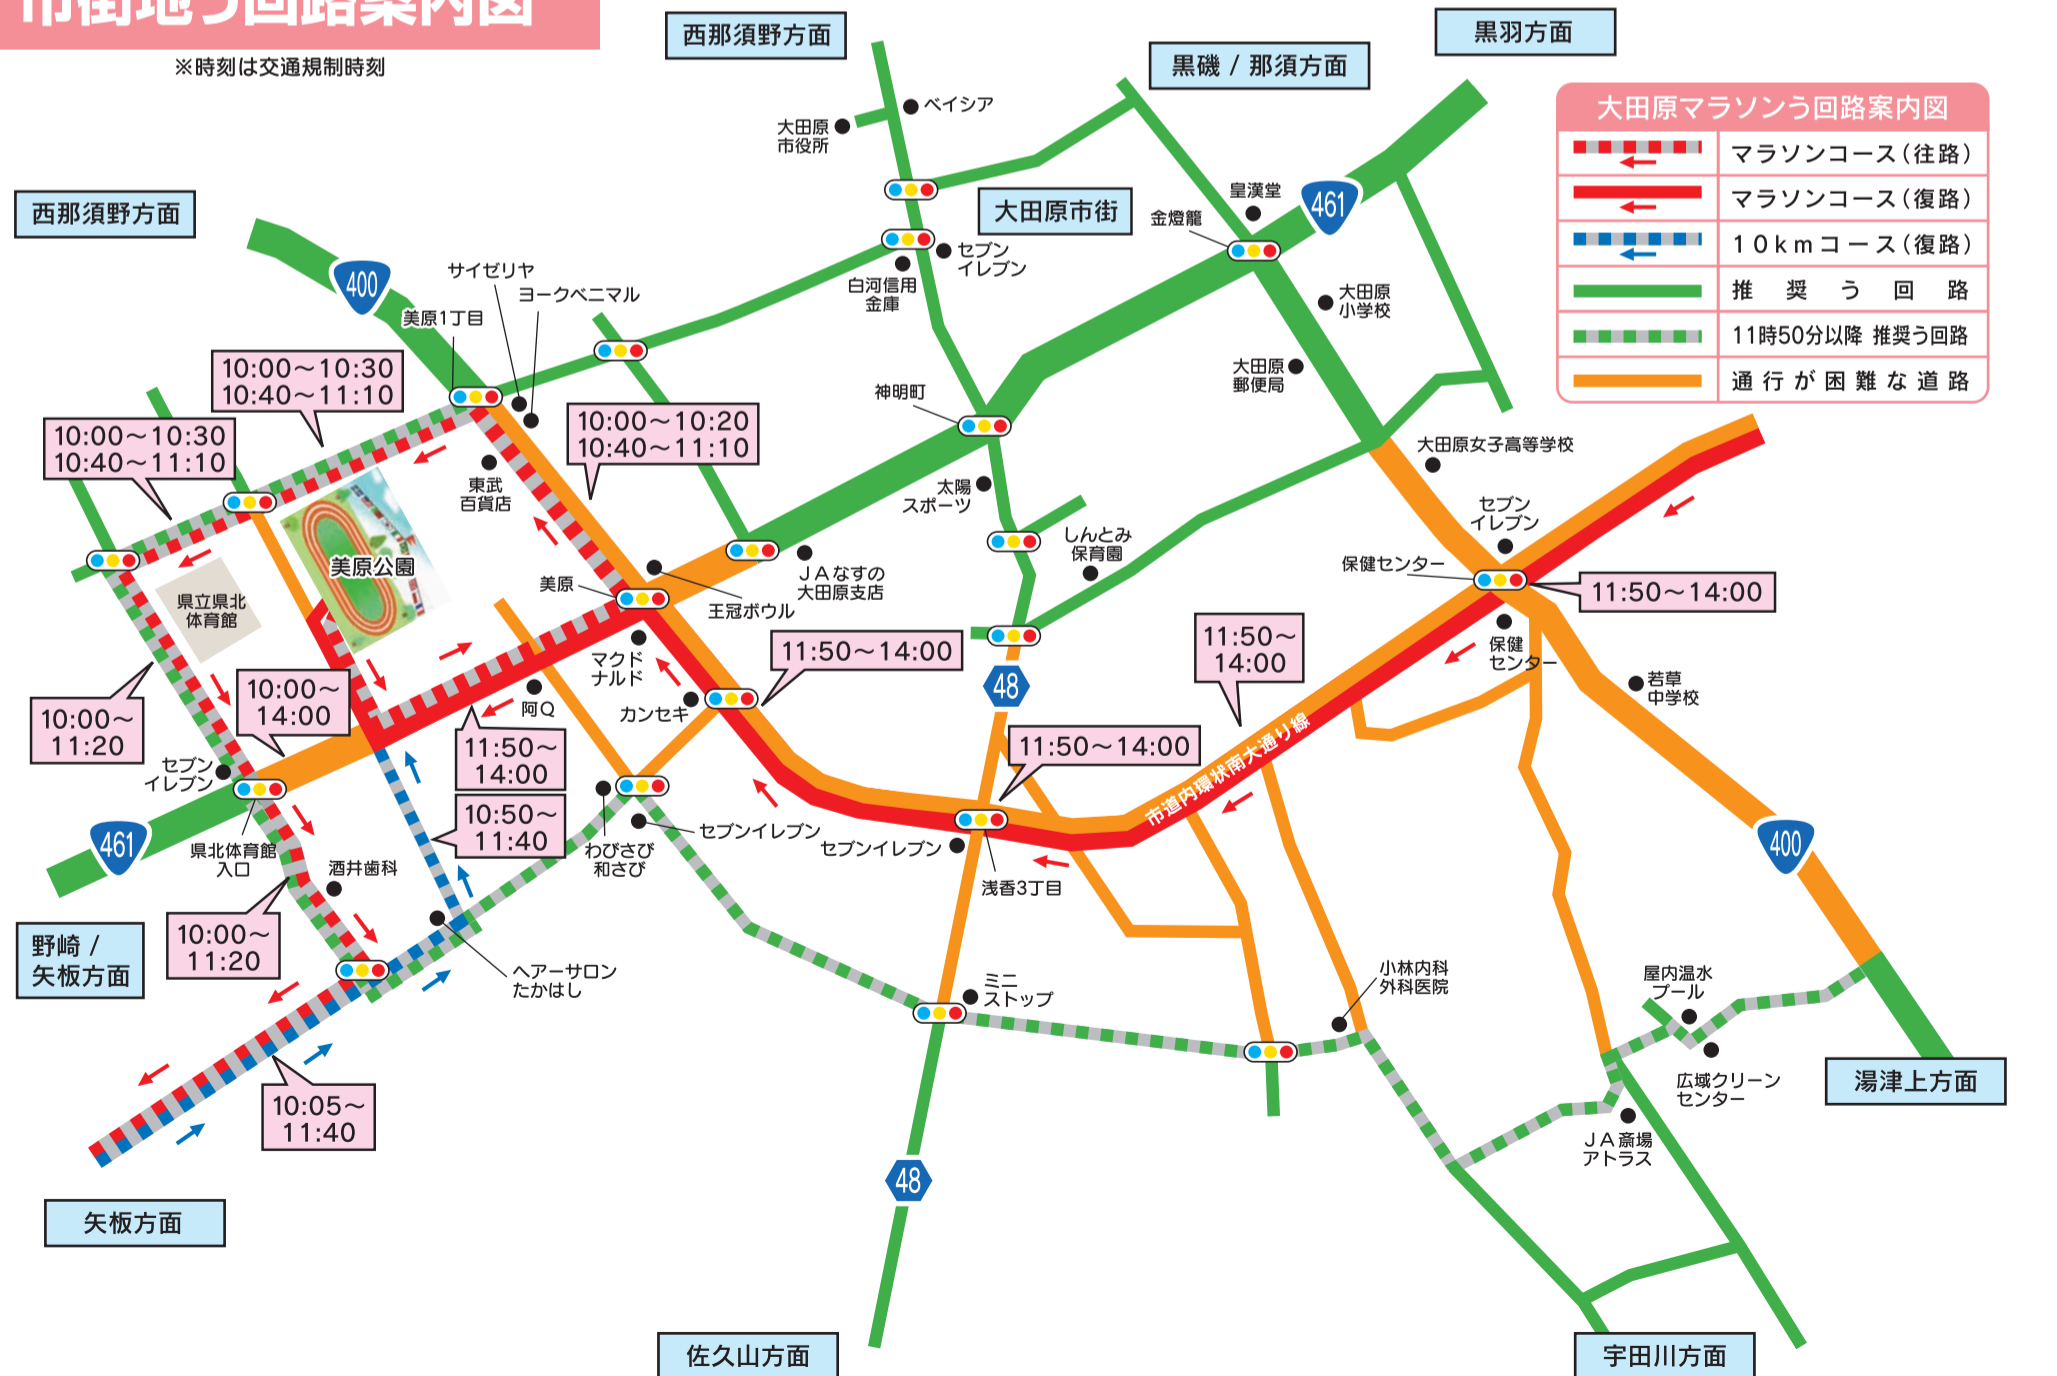 市街地う回路案内図
※時刻は交通規制時刻
西那須野方面
黒磯 / 那須方面
黒羽方面
大田原マラソンう回路案内図
マラソンコース(往路)
マラソンコース(復路)
10kmコース(復路)
推奨う回路
11時50分以降 推奨う回路
通行が困難な道路
ベイシア
大田原
市役所
西那須野方面
大田原市街
皇漢堂
金燈籠
461
400
サイゼリヤ
ヨークベニマル
美原1丁目
セブン
イレブン
白河信用
金庫
大田原
小学校
大田原
郵便局
10:00～10:30
10:40～11:10
10:00～10:30
10:40～11:10
10:00～10:20
10:40～11:10
神明町
大田原女子高等学校
東武
百貨店
太陽
スポーツ
セブン
イレブン
しんとみ
保育園
保健センター
11:50～14:00
美原公園
県立県北
体育館
美原
JAなすの
大田原支店
王冠ボウル
マクド
ナルド
11:50～14:00
11:50～
14:00
保健
センター
若草
中学校
48
10:00～
11:20
10:00～
14:00
阿Q
カンセキ
11:50～
14:00
11:50～14:00
市道内環状南大通り線
セブン
イレブン
10:50～
11:40
461
県北体育館
入口
酒井歯科
わびさび
和さび
セブンイレブン
セブンイレブン
浅香3丁目
400
10:00～
11:20
野崎 /
矢板方面
ヘアーサロン
たかはし
ミニ
ストップ
小林内科
外科医院
屋内温水
プール
広域クリーン
センター
湯津上方面
10:05～
11:40
JA斎場
アトラス
48
矢板方面
佐久山方面
宇田川方面